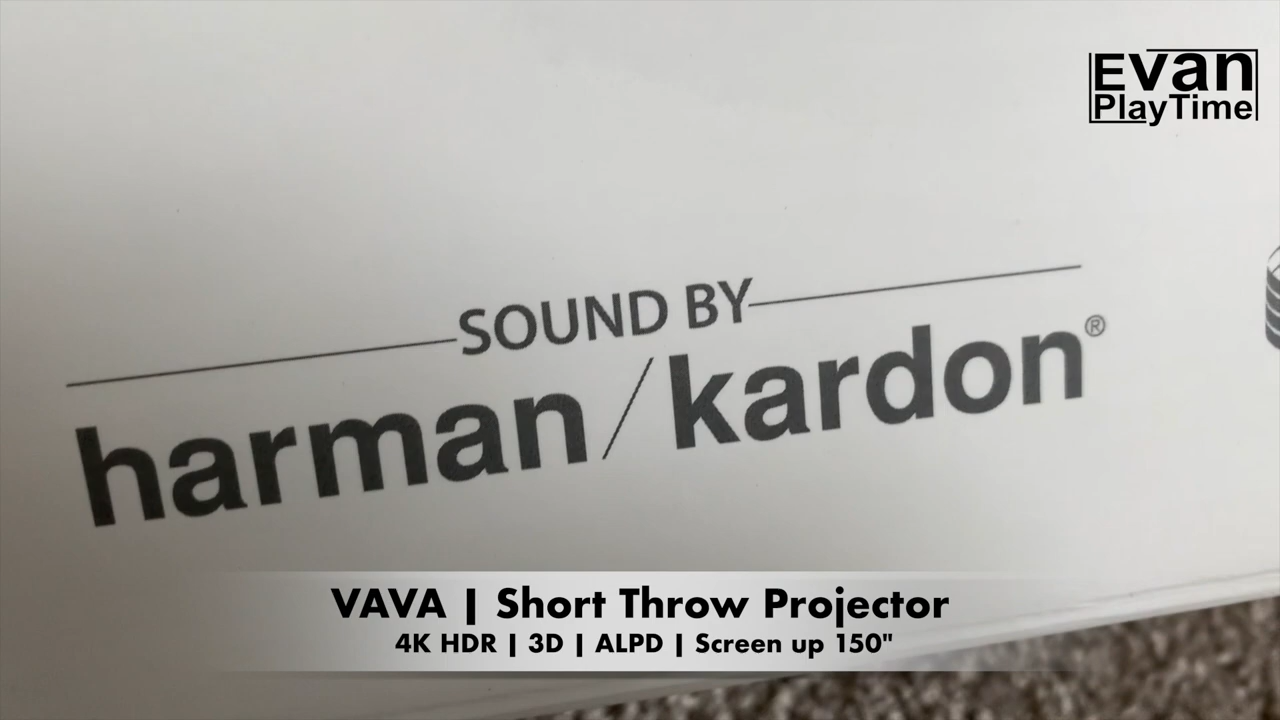 Evan
PlayTime
SOUND BY
harman/kardon®
VAVA | Short Throw Projector
4K HDR | 3D | ALPD | Screen up 150"